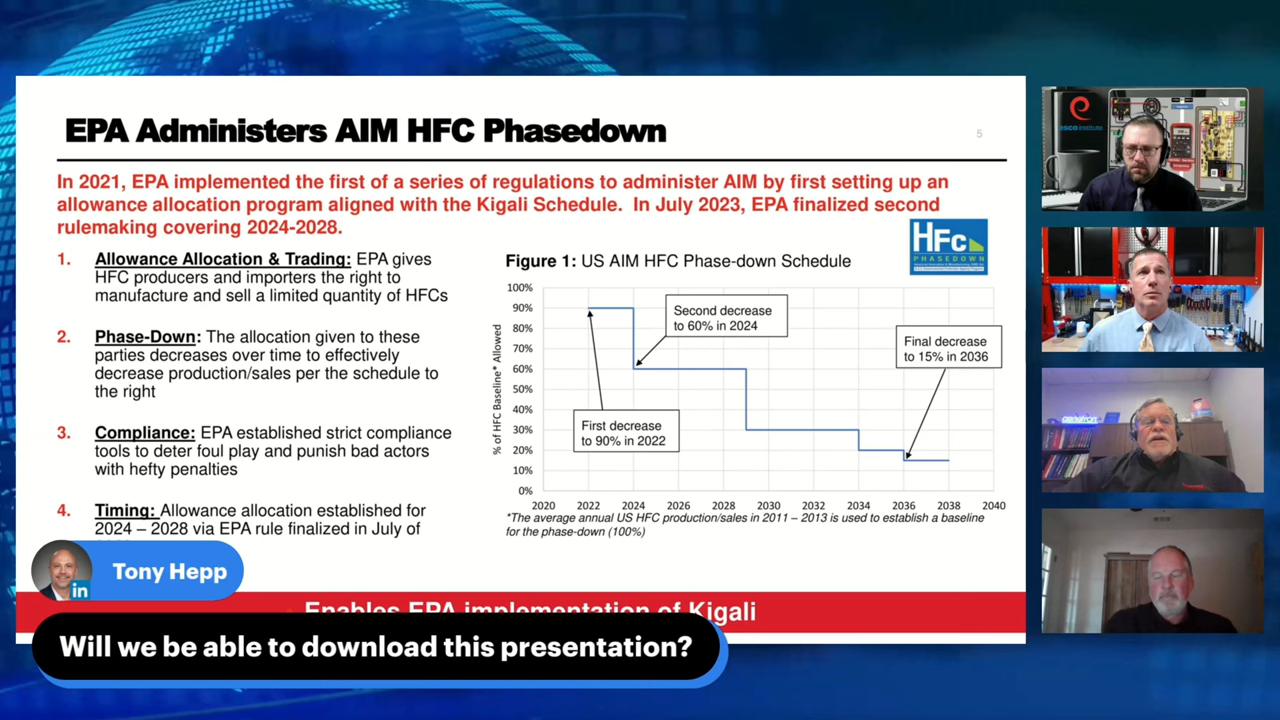 EPA Administers AIM HFC Phasedown
5
In 2021, EPA implemented the first of a series of regulations to administer AIM by first setting up an
allowance allocation program aligned with the Kigali Schedule. In July 2023, EPA finalized second
rulemaking covering 2024-2028.
1. Allowance Allocation & Trading: EPA gives
HFC producers and importers the right to
manufacture and sell a limited quantity of HFCs
2. Phase-Down: The allocation given to these
parties decreases over time to effectively
decrease production/sales per the schedule to
the right
3. Compliance: EPA established strict compliance
tools to deter foul play and punish bad actors
with hefty penalties
4. Timing: Allowance allocation established for
2024 – 2028 via EPA rule finalized in July of
HFC
PHASEDOWN
Figure 1: US AIM HFC Phase-down Schedule
% of HFC Baseline* Allowed
100%
90%
80%
70%
60%
50%
40%
30%
20%
10%
0%
Second decrease
to 60% in 2024
Final decrease
to 15% in 2036
First decrease
to 90% in 2022
2020 2022 2024 2026 2028 2030 2032 2034 2036 2038 2040
*The average annual US HFC production/sales in 2011 – 2013 is used to establish a baseline
for the phase-down (100%)
Enables EPA implementation of Kigali
in
Tony Hepp
Will we be able to download this presentation?
esco institute